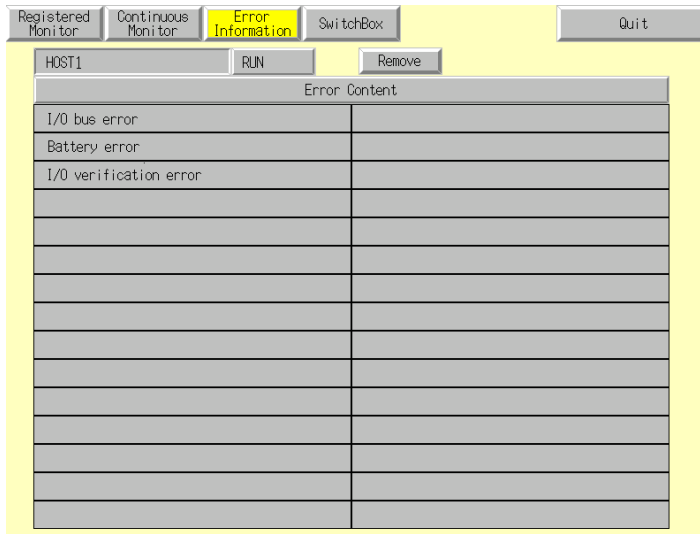 Registered
Monitor
Continuous
Monitor
Error
Information
SwitchBox
Quit
HOST1
RUN
Remove
Error Content
I/O bus error
Battery error
I/O verification error